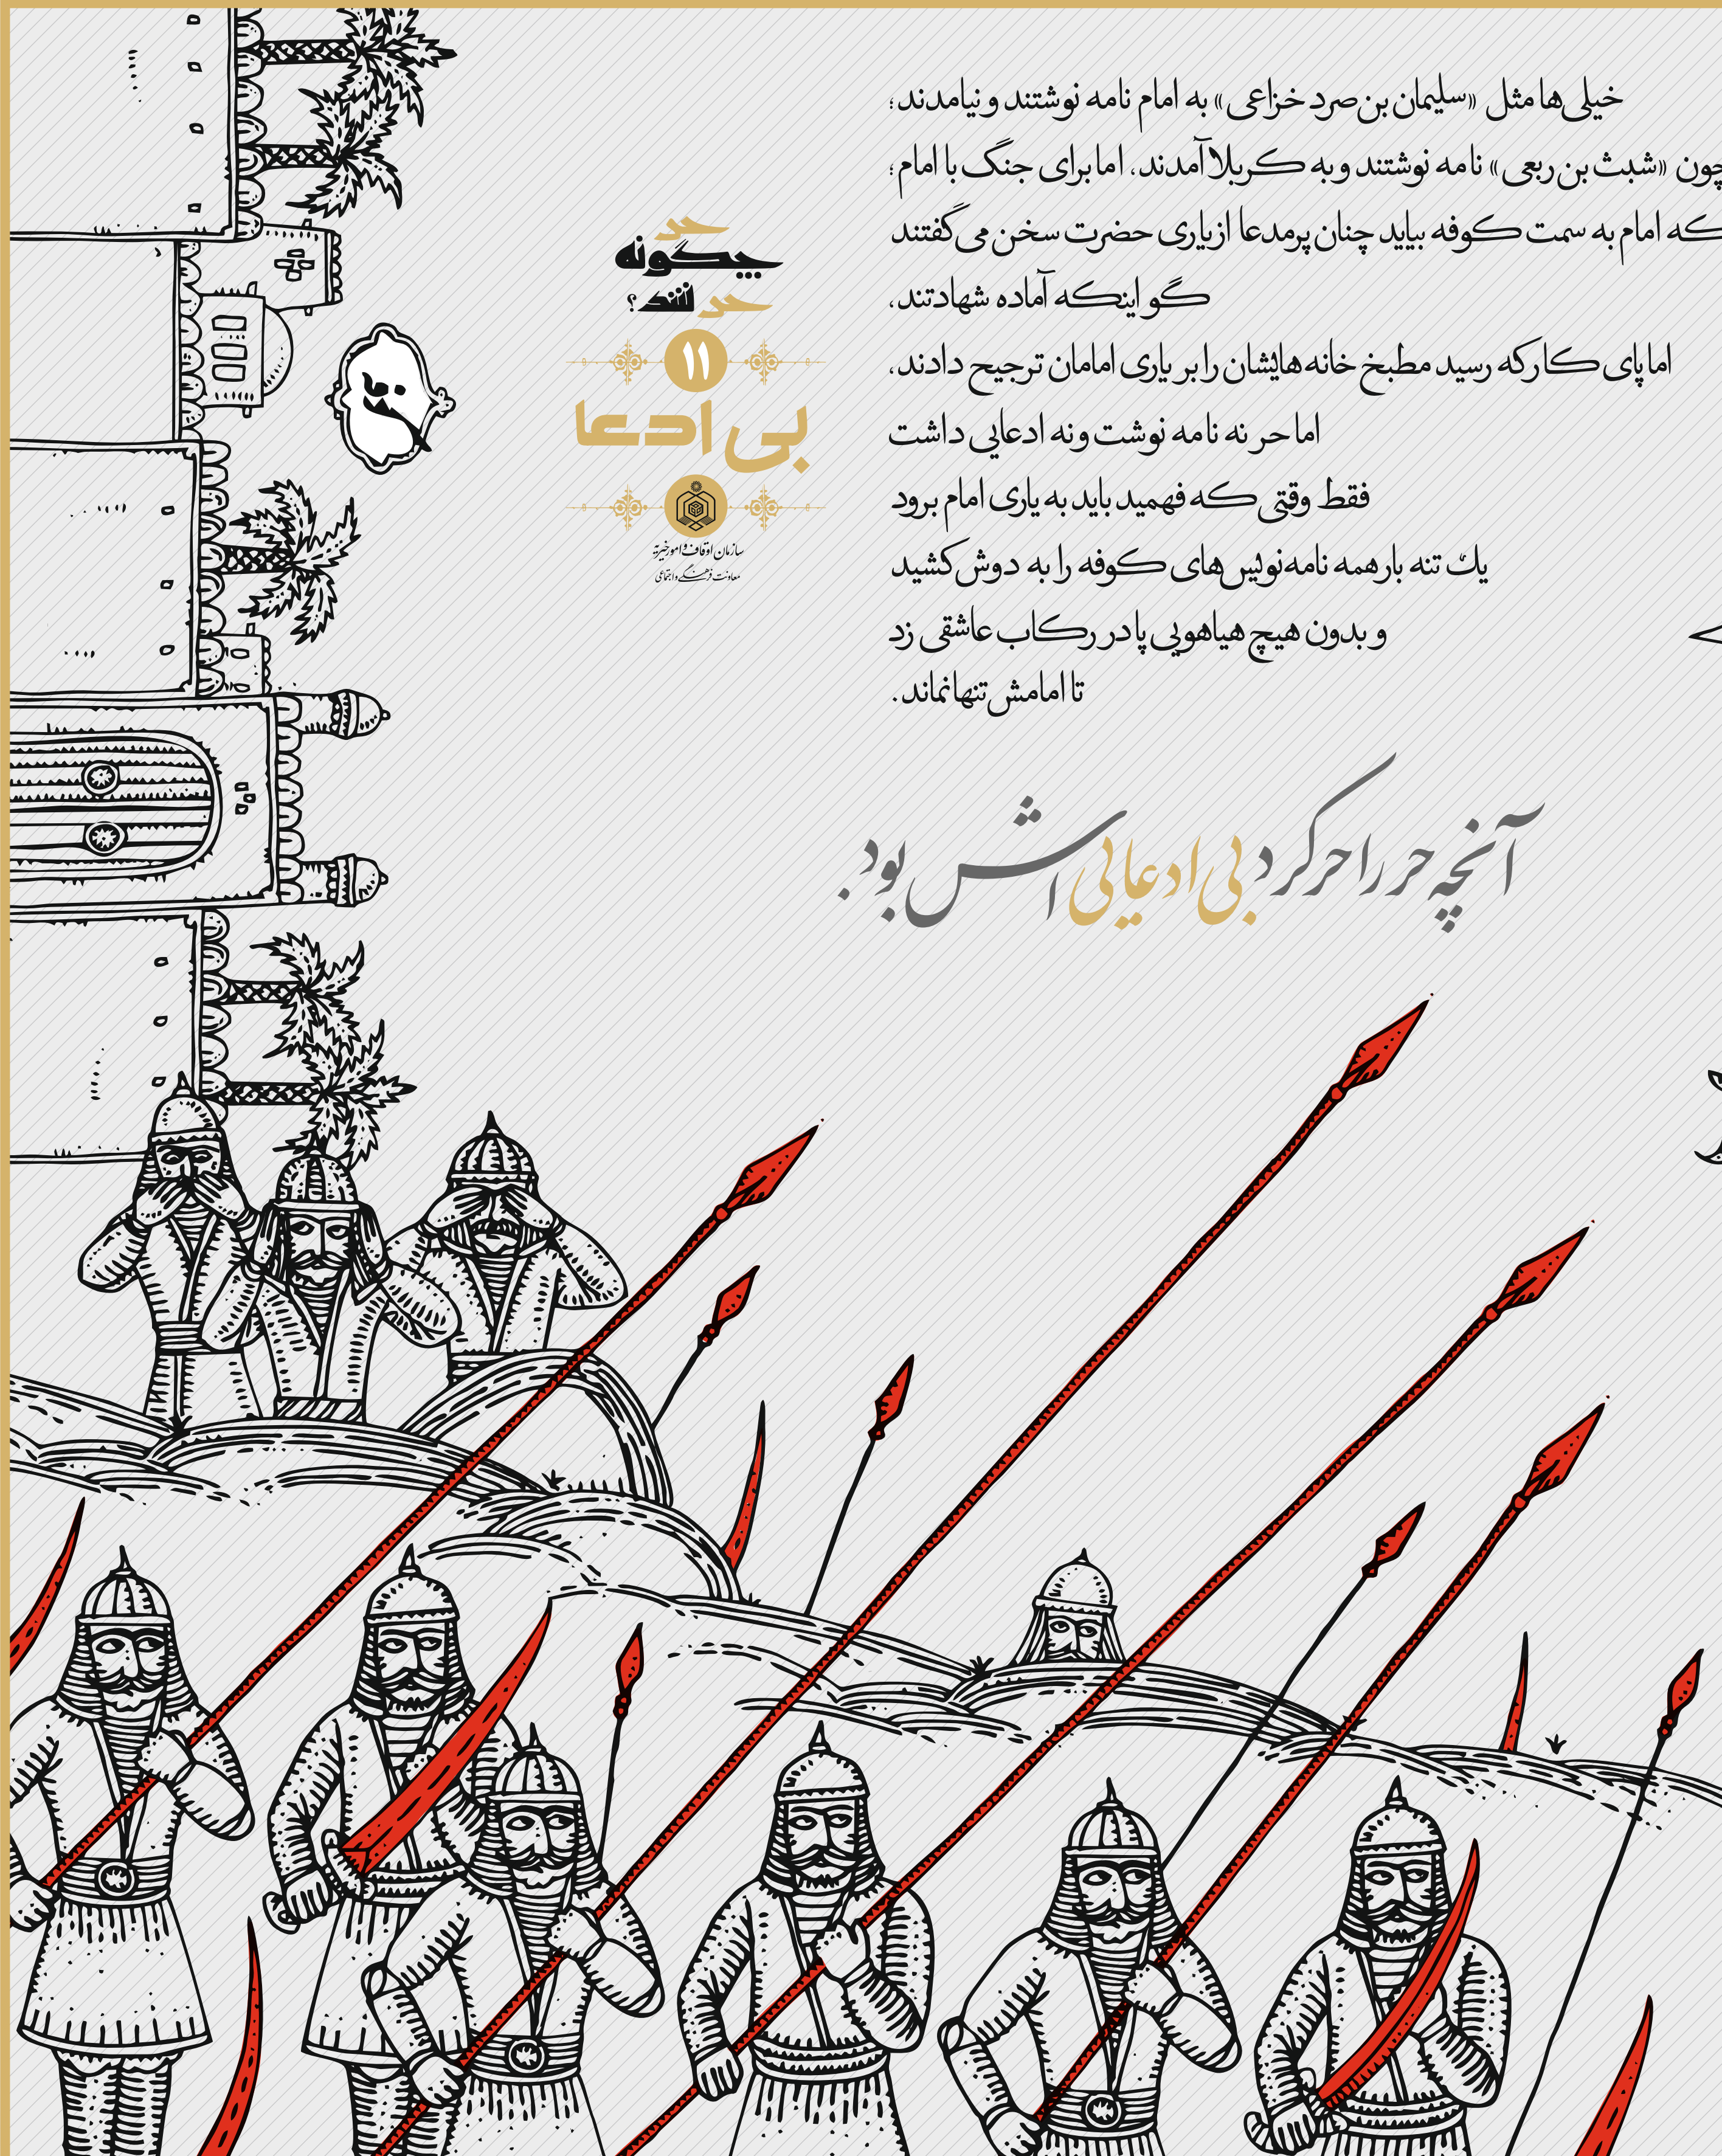 خیلی‌ها مثل «سلیمان بن صرد خزاعی» به امام نامه نوشتند و نیامدند؛
چون «شبث بن ربعی» نامه نوشتند و به کربلا آمدند، اما برای جنگ با امام؛
که امام به سمت کوفه بیاید چنان پرمدعا از یاری حضرت سخن می‌گفتند
گو اینکه آماده شهادتند،
اما پای کار که رسید مطبخ خانه‌هایشان را بر یاری امامان ترجیح دادند،
اما حر نه نامه نوشت و نه ادعایی داشت
فقط وقتی که فهمید باید به یاری امام برود
یک تنه بار همه نامه‌نویس‌های کوفه را به دوش کشید
و بدون هیچ هیاهویی پا در رکاب عاشقی زد
تا امامش تنها نماند.
حر
چگونه
حر شد؟
۱۱
بی ادعا
سازمان اوقاف و امور خیریه
معاونت فرهنگی و اجتماعی
آنچه حر را حر کرد بی ادعایی اش بود.